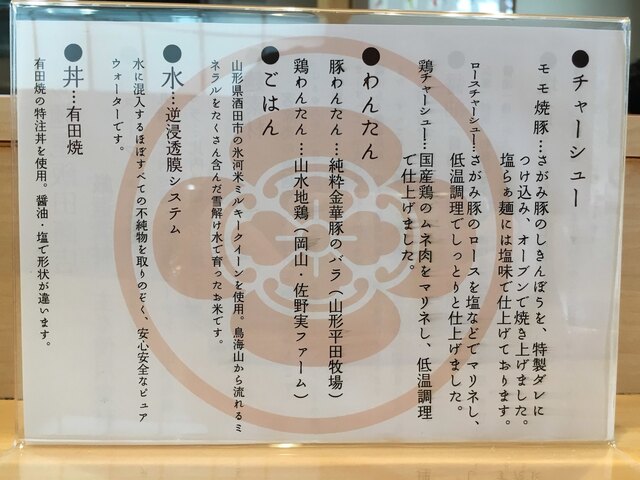 ●チャーシュー
モモ焼豚…さがみ豚のしきんぼうを、特製ダレに
つけ込み、オーブンで焼き上げました。
塩らぁ麺には塩味で仕上げております。
ロースチャーシュー…さがみ豚のロースを塩などでマリネし、
低温調理でしっとりと仕上げました。
鶏チャーシュー…国産鶏のムネ肉をマリネし、低温調理
で仕上げました。
●わんたん
豚わんたん…純粋金華豚のバラ(山形平田牧場)
鶏わんたん…山水地鶏(岡山・佐野実ファーム)
●ごはん
山形県酒田市の氷河米ミルキークイーンを使用。鳥海山から流れるミ
ネラルをたくさん含んだ雪解け水で育ったお米です。
●水…逆浸透膜システム
水に混入するほぼすべての不純物を取りのぞく、安心安全なピュア
ウォーターです。
●丼…有田焼
有田焼の特注丼を使用。醤油・塩で形状が違います。